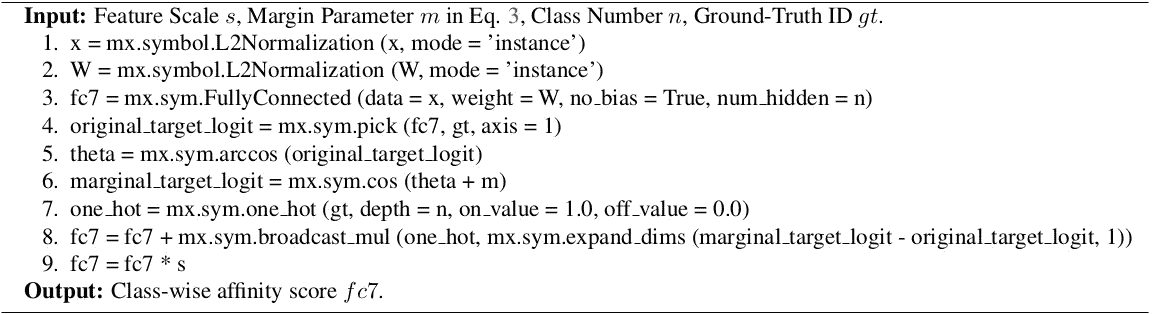 Input: Feature Scale s, Margin Parameter m in Eq. 3, Class Number n, Ground-Truth ID gt.
1. x = mx.symbol.L2Normalization (x, mode = 'instance')
2. W = mx.symbol.L2Normalization (W, mode = 'instance')
3. fc7 = mx.sym.FullyConnected (data = x, weight = W, no_bias = True, num_hidden = n)
4. original_target_logit = mx.sym.pick (fc7, gt, axis = 1)
5. theta = mx.sym.arccos (original_target_logit)
6. marginal_target_logit = mx.sym.cos (theta + m)
7. one_hot = mx.sym.one_hot (gt, depth = n, on_value = 1.0, off_value = 0.0)
8. fc7 = fc7 + mx.sym.broadcast_mul (one_hot, mx.sym.expand_dims (marginal_target_logit - original_target_logit, 1))
9. fc7 = fc7 * s
Output: Class-wise affinity score fc7.